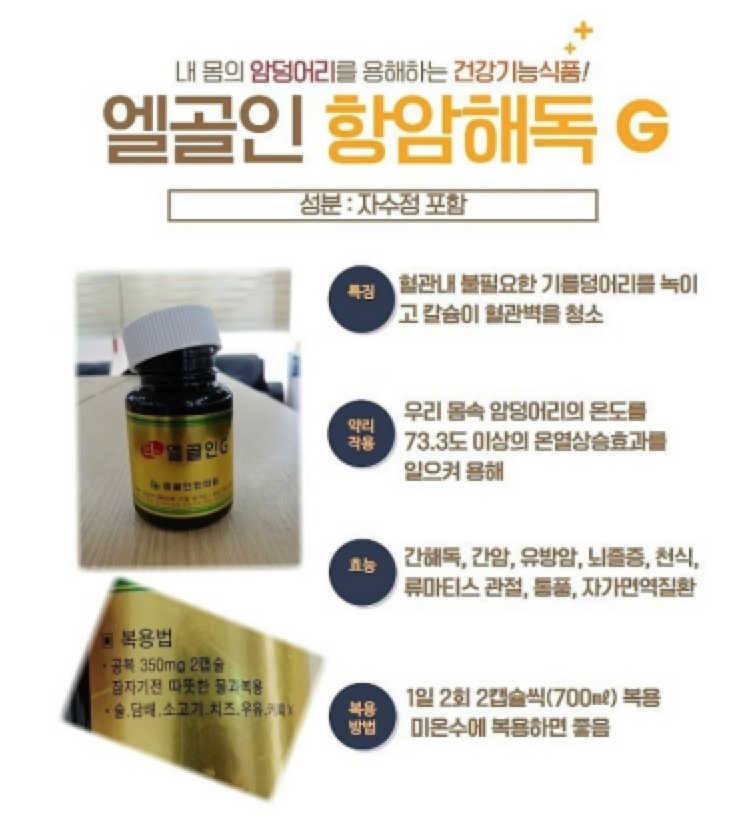 내 몸의 암덩어리를 용해하는 건강기능식품!
엘골인 항암해독 G
성분 : 자수정 포함
특징
혈관내 불필요한 기름덩어리를 녹이
고 칼슘이 혈관벽을 청소
엘골인G
약리
작용
우리 몸속 암덩어리의 온도를
73.3도 이상의 온열상승효과를
일으켜 용해
효능
간해독, 간암, 유방암, 뇌졸증, 천식,
류마티스 관절, 통풍, 자가면역질환
▣ 복용법
• 공복 350mg 2캡슐
잠자기전 따뜻한 물과복용
• 술.담배.소고기.치즈.우유.커피X
복용
방법
1일 2회 2캡슐씩(700㎖) 복용
미온수에 복용하면 좋음